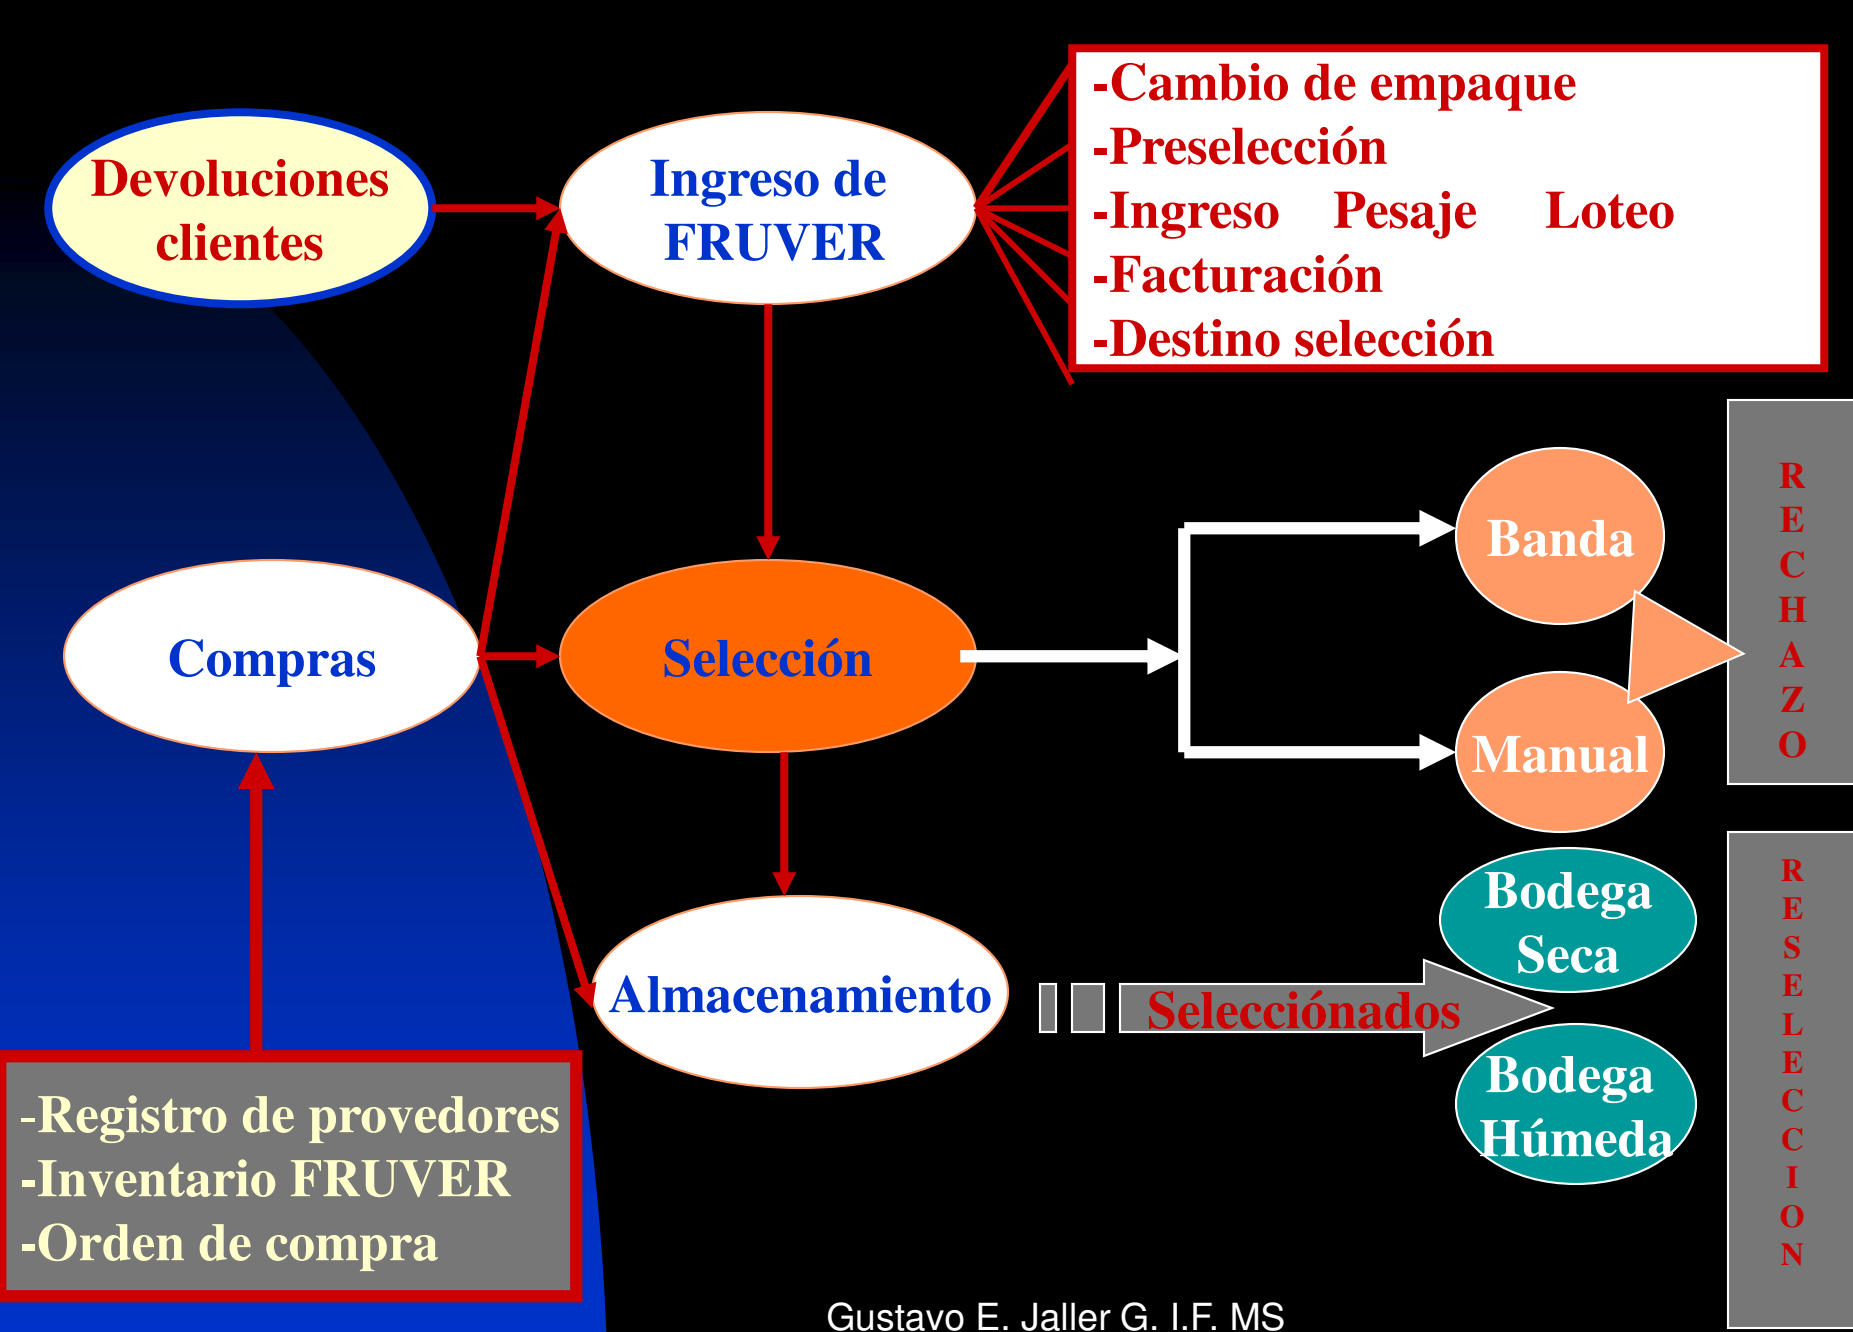 Devoluciones
clientes
Ingreso de
FRUVER
-Cambio de empaque
-Preselección
-Ingreso Pesaje Loteo
-Facturación
-Destino selección
Compras
Selección
Banda
Manual
R
E
C
H
A
Z
O
Almacenamiento
Selecciónados
Bodega
Seca
Bodega
Húmeda
R
E
S
E
L
E
C
C
I
O
N
-Registro de provedores
-Inventario FRUVER
-Orden de compra
Gustavo E. Jaller G. I.F. MS